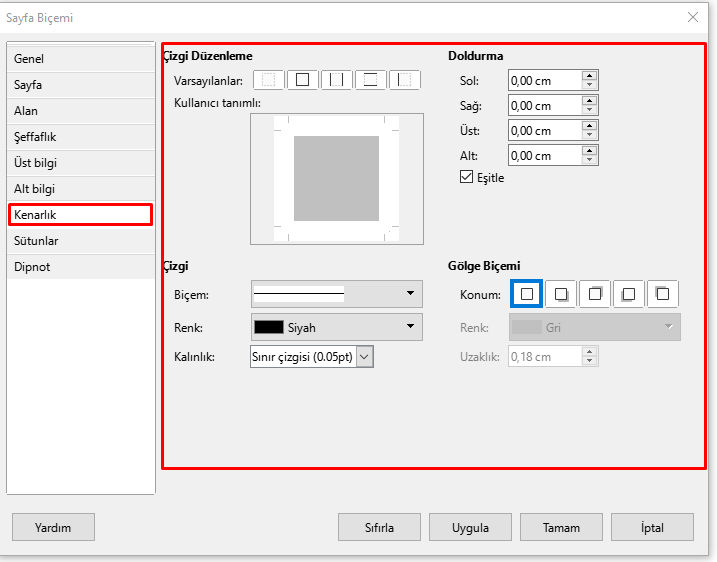 Sayfa Biçemi
Genel
Sayfa
Alan
Şeffaflık
Üst bilgi
Alt bilgi
Kenarlık
Sütunlar
Dipnot
Çizgi Düzenleme
Varsayılanlar:
Kullanıcı tanımlı:
Doldurma
Sol: 0,00 cm
Sağ: 0,00 cm
Üst: 0,00 cm
Alt: 0,00 cm
Eşitle
Çizgi
Biçem:
Renk: Siyah
Kalınlık: Sınır çizgisi (0.05pt)
Gölge Biçemi
Konum:
Renk: Gri
Uzaklık: 0,18 cm
Yardım Sıfırla Uygula Tamam İptal